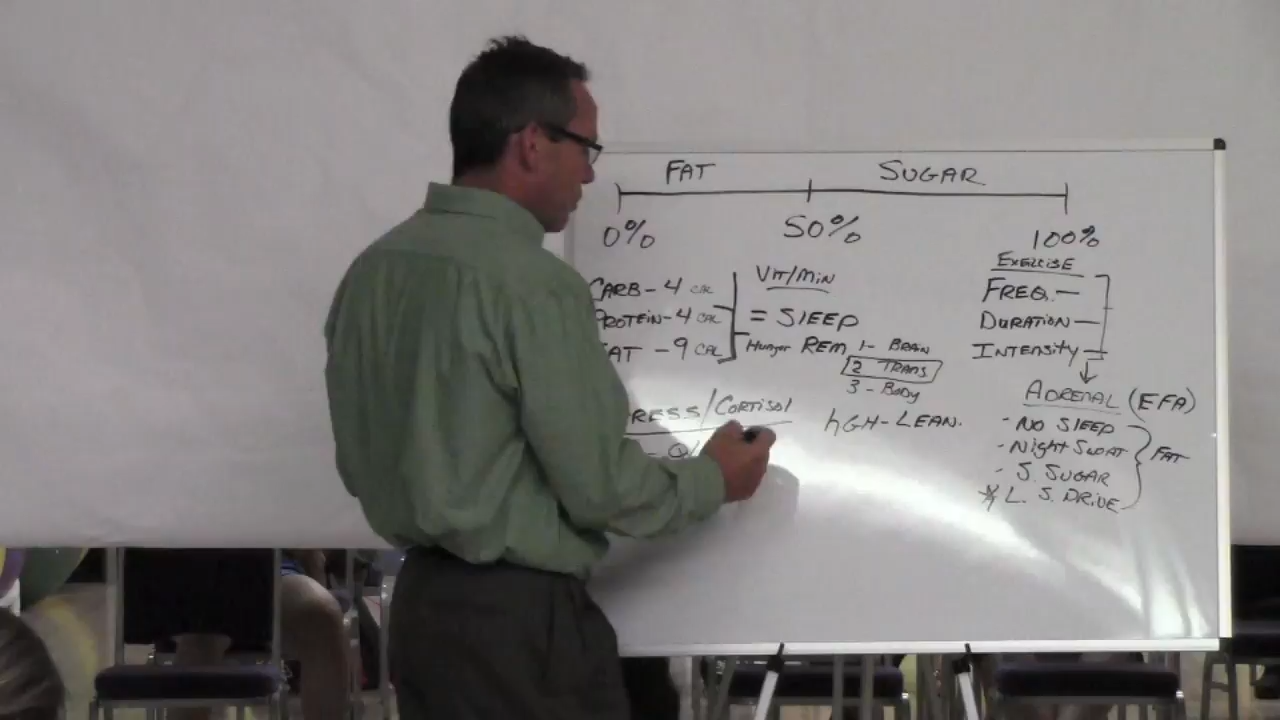 FAT SUGAR
0% 50% 100%
EXERCISE
CARB-4 CAL
PROTEIN-4 CAL
FAT -9 CAL
VIT/MIN
= SLEEP
Hunger REM 1- BRAIN
2 TRANS
3 - BODY
FREQ.—
DURATION—
INTENSITY—
ADRENAL (EFA)
- NO SLEEP
- Night SWEAT
- S. SUGAR
* L. S. DRIVE
FAT
RESS/CORTISOL
hGH-LEAN.